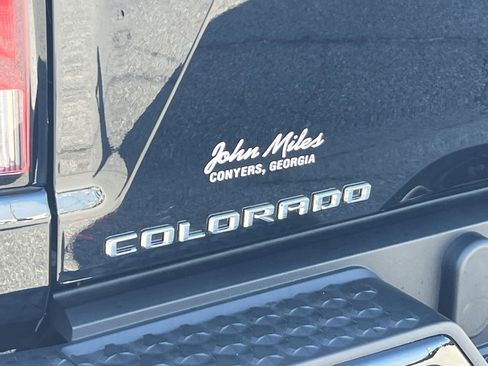 John Miles
CONYERS, GEORGIA
COLORADO